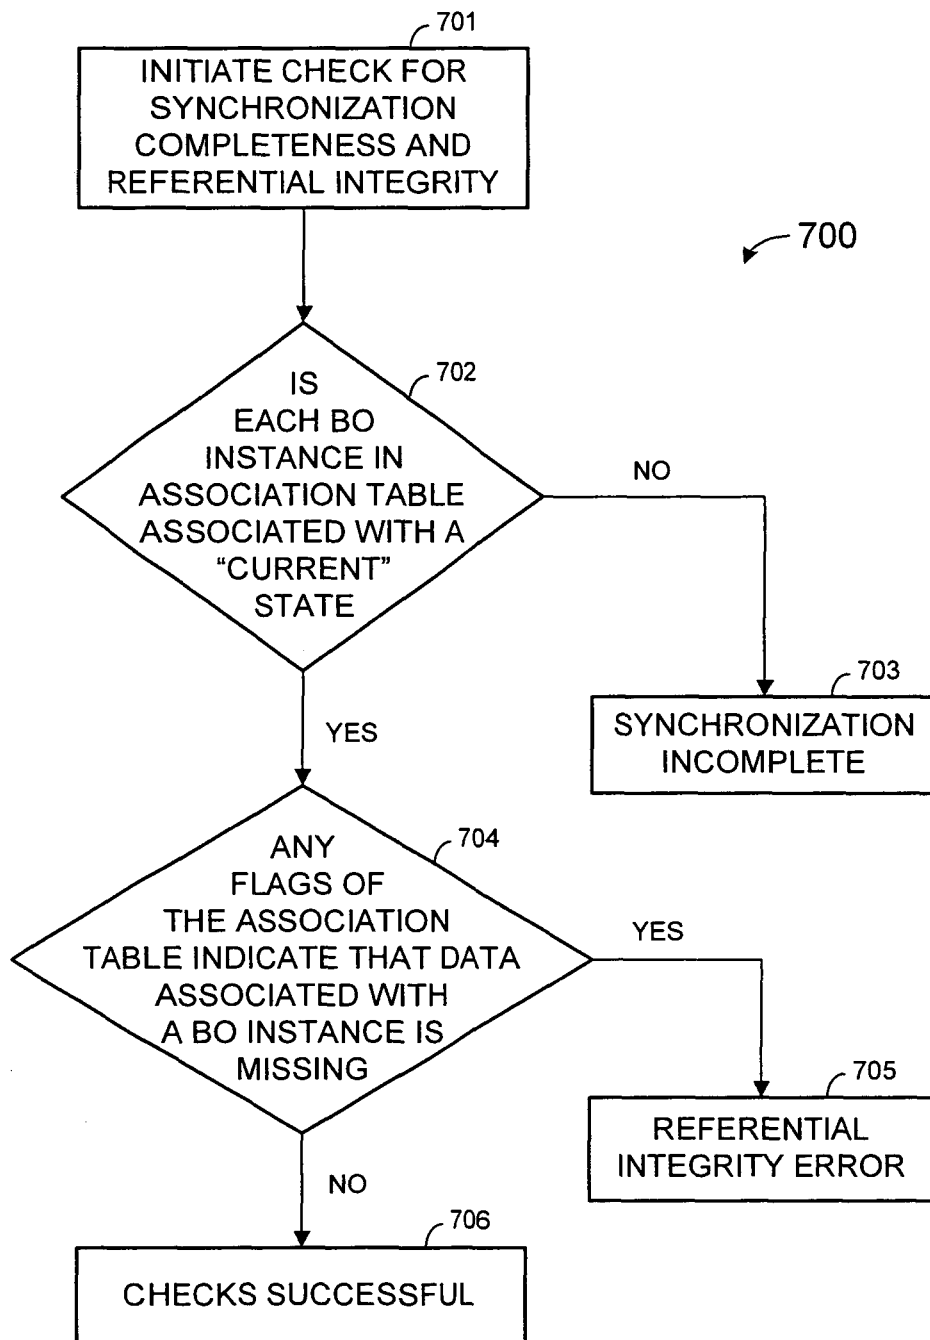 701
INITIATE CHECK FOR
SYNCHRONIZATION
COMPLETENESS AND
REFERENTIAL INTEGRITY
700
702
IS
EACH BO
INSTANCE IN
ASSOCIATION TABLE
ASSOCIATED WITH A
“CURRENT”
STATE
NO
703
SYNCHRONIZATION
INCOMPLETE
YES
704
ANY
FLAGS OF
THE ASSOCIATION
TABLE INDICATE THAT DATA
ASSOCIATED WITH
A BO INSTANCE IS
MISSING
YES
705
REFERENTIAL
INTEGRITY ERROR
NO
706
CHECKS SUCCESSFUL